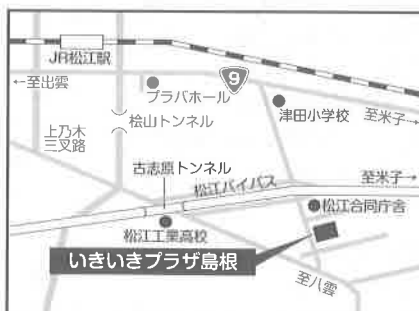 JR松江駅
9
←至出雲
プラバホール
津田小学校
至米子→
桧山トンネル
上乃木
三叉路
古志原トンネル
松江バイパス
至米子→
松江合同庁舎
松江工業高校
いきいきプラザ島根
至八雲